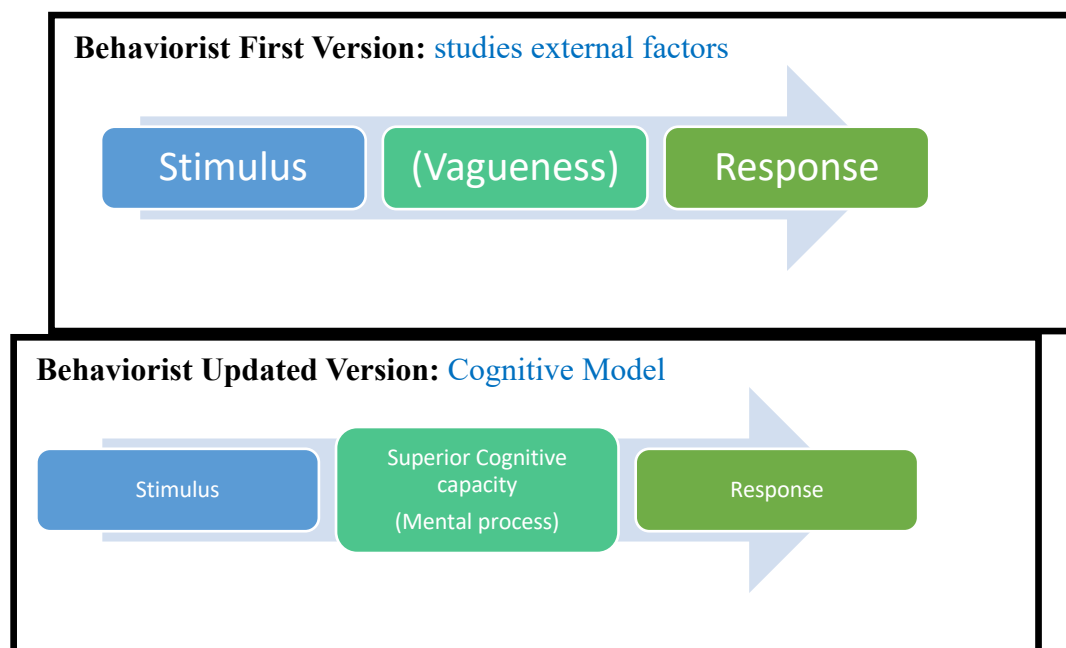 Behaviorist First Version: studies external factors
Stimulus
(Vagueness)
Response
Behaviorist Updated Version: Cognitive Model
Stimulus
Superior Cognitive
capacity
(Mental process)
Response